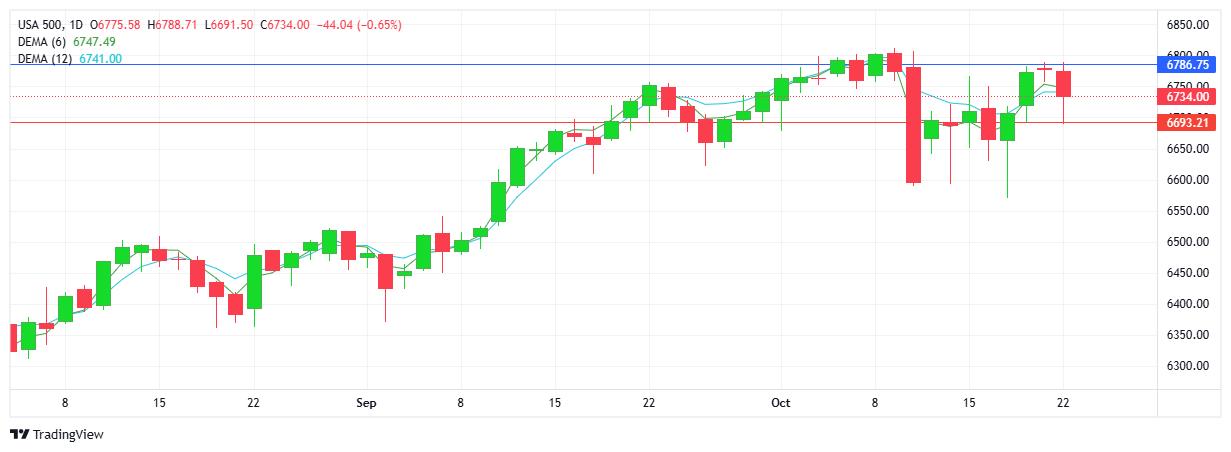 USA 500, 1D O6775.58 H6788.71 L6691.50 C6734.00 −44.04 (−0.65%)
DEMA (6) 6747.49
DEMA (12) 6741.00
6850.00
6800.00
6786.75
6750.00
6734.00
6693.21
6650.00
6600.00
6550.00
6500.00
6450.00
6400.00
6350.00
6300.00
8 15 22 Sep 8 15 22 Oct 8 15 22
TradingView